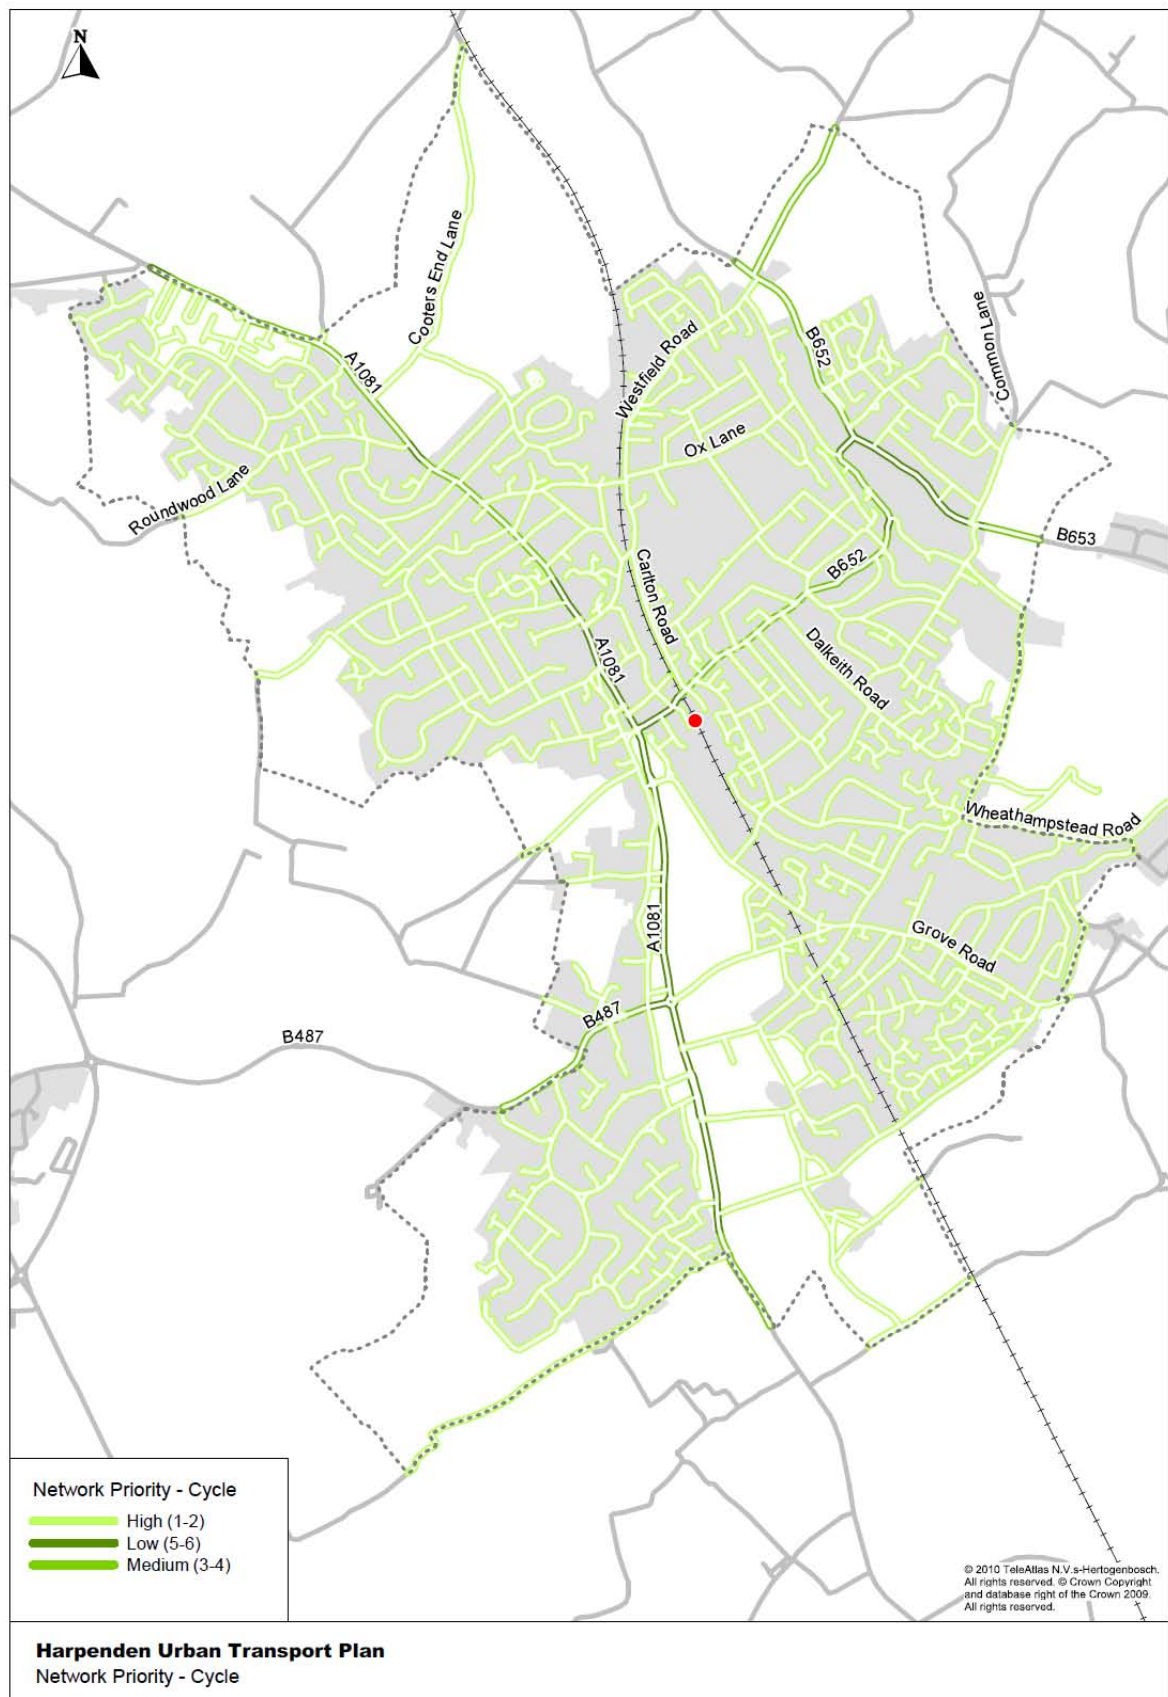 N
Cooters End Lane
B652
Common Lane
Westfield Road
A1081
Ox Lane
Roundwood Lane
B653
B652
Carlton Road
A1081
Dalkeith Road
Wheathampstead Road
A1081
Grove Road
B487
B487
Network Priority - Cycle
High (1-2)
Low (5-6)
Medium (3-4)
© 2010 TeleAtlas N.V.s-Hertogenbosch.
All rights reserved. © Crown Copyright
and database right of the Crown 2009.
All rights reserved.
Harpenden Urban Transport Plan
Network Priority - Cycle